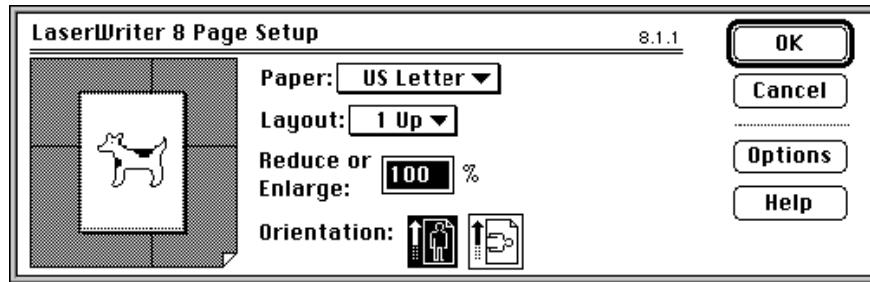 LaserWriter 8 Page Setup 8.1.1
OK
Paper: US Letter
Cancel
Layout: 1 Up
Reduce or
Enlarge: 100 %
Options
Help
Orientation: